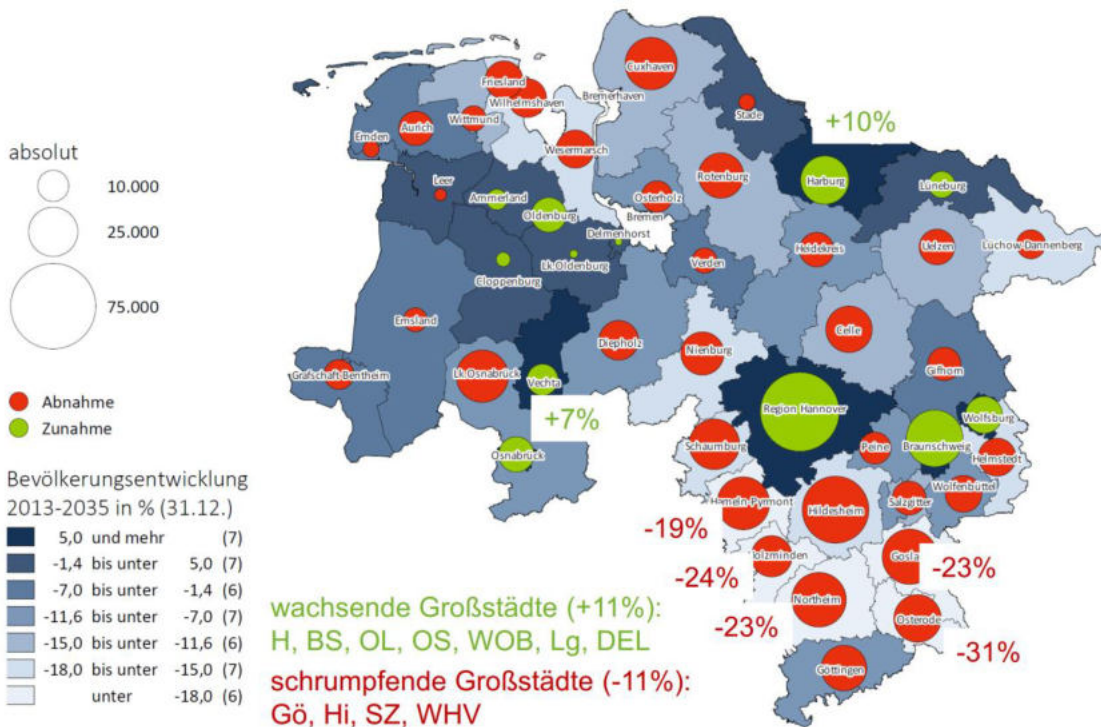 absolut
10.000
25.000
75.000
Abnahme
Zunahme
Bevölkerungsentwicklung
2013-2035 in % (31.12.)
5,0 und mehr (7)
-1,4 bis unter 5,0 (7)
-7,0 bis unter -1,4 (6)
-11,6 bis unter -7,0 (7)
-15,0 bis unter -11,6 (6)
-18,0 bis unter -15,0 (7)
unter -18,0 (6)
Cuxhaven
Friesland
Wilhelmshaven
Bremerhaven
Stade
+10%
Wittmund
Aurich
Emden
Wesermarsch
Rotenburg
Harburg
Lüneburg
Leer
Ammerland
Osterholz
Oldenburg
Bremen
Delmenhorst
Heidekreis
Uelzen
Lüchow-Dannenberg
Lk.Oldenburg
Verden
Cloppenburg
Emsland
Diepholz
Celle
Nienburg
Grafschaft-Bentheim
Lk.Osnabrück
Vechta
Gifhorn
+7%
Region Hannover
Wolfsburg
Osnabrück
Schaumburg
Peine
Braunschweig
Helmstedt
Hameln-Pyrmont
Hildesheim
Salzgitter
Wolfenbüttel
-19%
-24%
olzminden
Gosla
-23%
-23%
Northeim
Osterode
-31%
Göttingen
wachsende Großstädte (+11%):
H, BS, OL, OS, WOB, Lg, DEL
schrumpfende Großstädte (-11%):
Gö, Hi, SZ, WHV